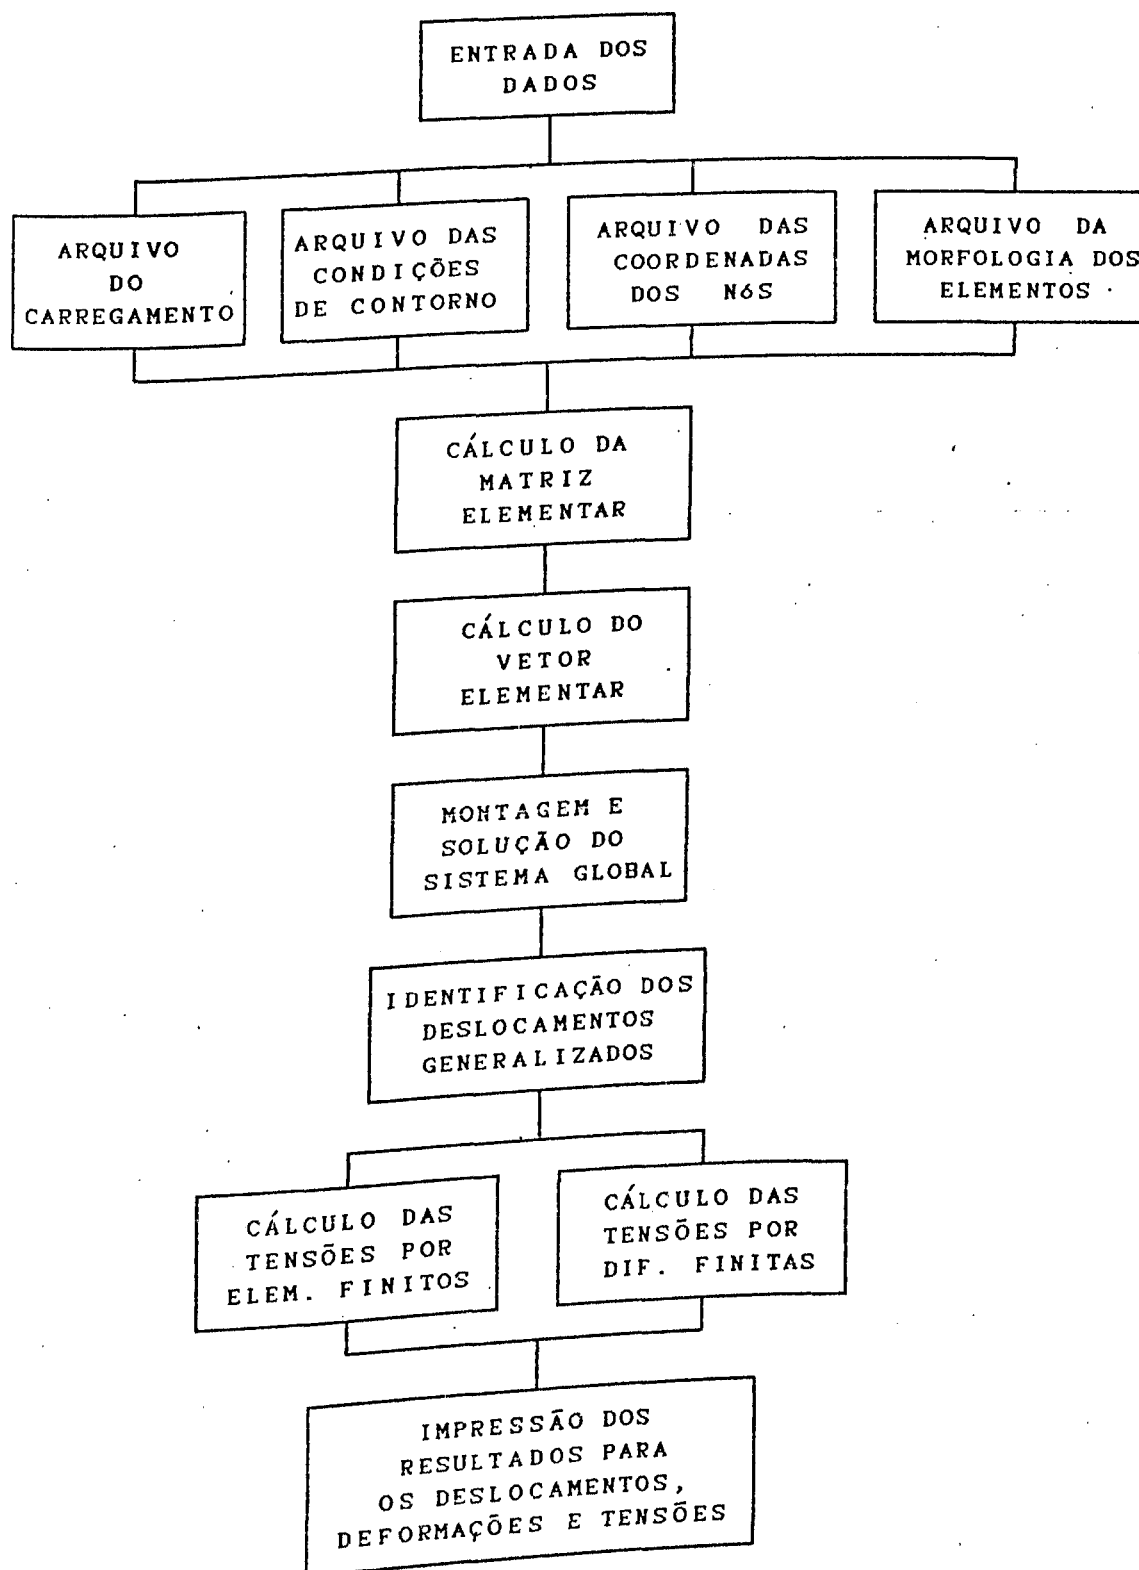 ENTRADA DOS
DADOS
ARQUIVO
DO
CARREGAMENTO
ARQUIVO DAS
CONDIÇÕES
DE CONTORNO
ARQUIVO DAS
COORDENADAS
DOS NóS
ARQUIVO DA
MORFOLOGIA DOS
ELEMENTOS
CÁLCULO DA
MATRIZ
ELEMENTAR
CÁLCULO DO
VETOR
ELEMENTAR
MONTAGEM E
SOLUÇÃO DO
SISTEMA GLOBAL
IDENTIFICAÇÃO DOS
DESLOCAMENTOS
GENERALIZADOS
CÁLCULO DAS
TENSÕES POR
ELEM. FINITOS
CÁLCULO DAS
TENSÕES POR
DIF. FINITAS
IMPRESSÃO DOS
RESULTADOS PARA
OS DESLOCAMENTOS,
DEFORMAÇÕES E TENSÕES